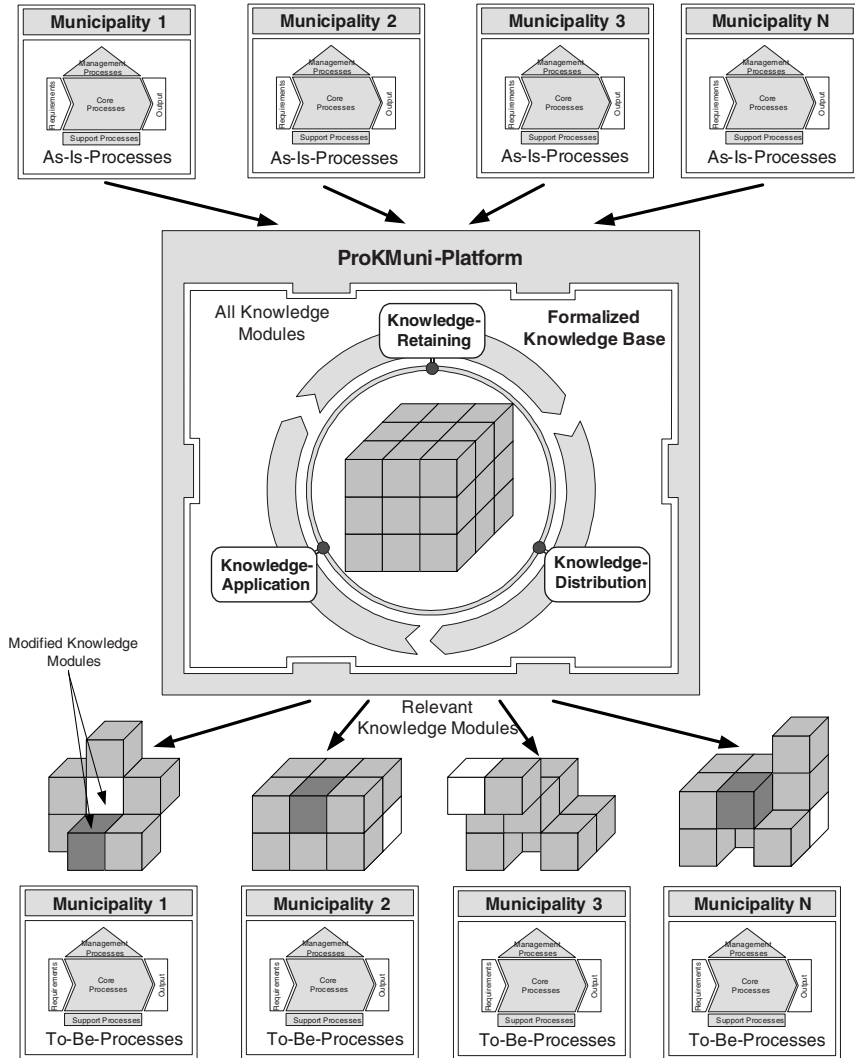 Municipality 1
Management
Processes
Requirements
Core
Processes
Output
Support Processes
As-Is-Processes
Municipality 2
Management
Processes
Requirements
Core
Processes
Output
Support Processes
As-Is-Processes
Municipality 3
Management
Processes
Requirements
Core
Processes
Output
Support Processes
As-Is-Processes
Municipality N
Management
Processes
Requirements
Core
Processes
Output
Support Processes
As-Is-Processes
ProKMuni-Platform
All Knowledge
Modules
Knowledge-
Retaining
Formalized
Knowledge Base
Knowledge-
Application
Knowledge-
Distribution
Modified Knowledge
Modules
Relevant
Knowledge Modules
Municipality 1
Management
Processes
Requirements
Core
Processes
Output
Support Processes
To-Be-Processes
Municipality 2
Management
Processes
Requirements
Core
Processes
Output
Support Processes
To-Be-Processes
Municipality 3
Management
Processes
Requirements
Core
Processes
Output
Support Processes
To-Be-Processes
Municipality N
Management
Processes
Requirements
Core
Processes
Output
Support Processes
To-Be-Processes